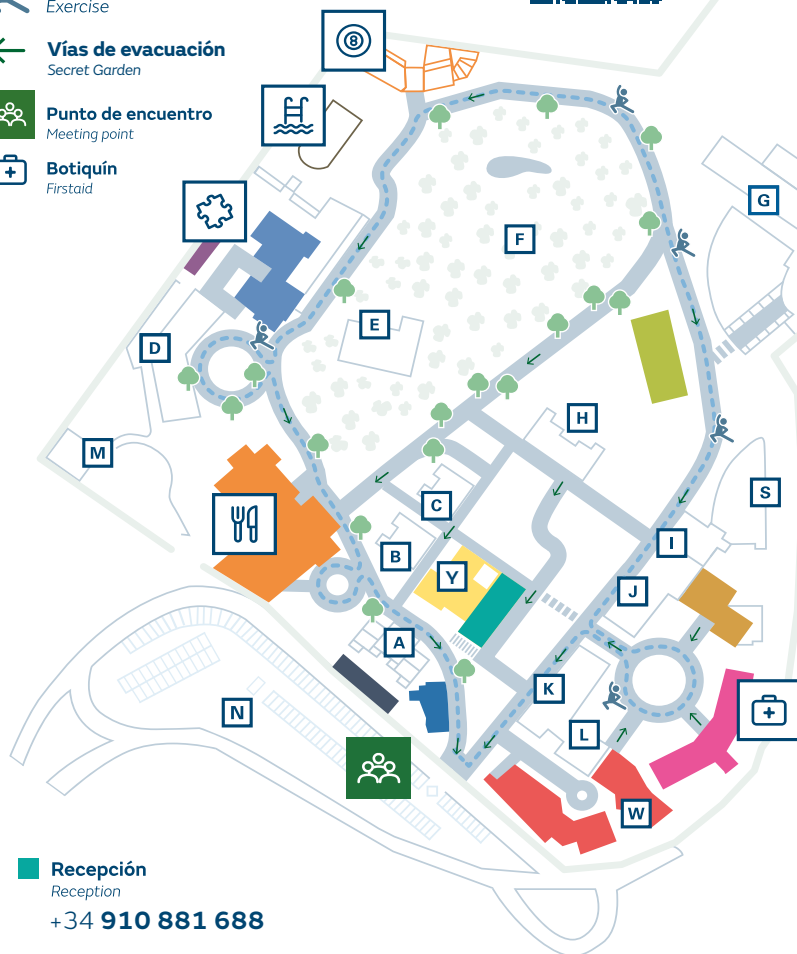 Exercise
Vías de evacuación
Secret Garden
Punto de encuentro
Meeting point
Botiquín
Firstaid
8
G
F
E
D
H
M
S
C
I
B
Y
J
A
K
N
L
W
Recepción
Reception
+34 910 881 688